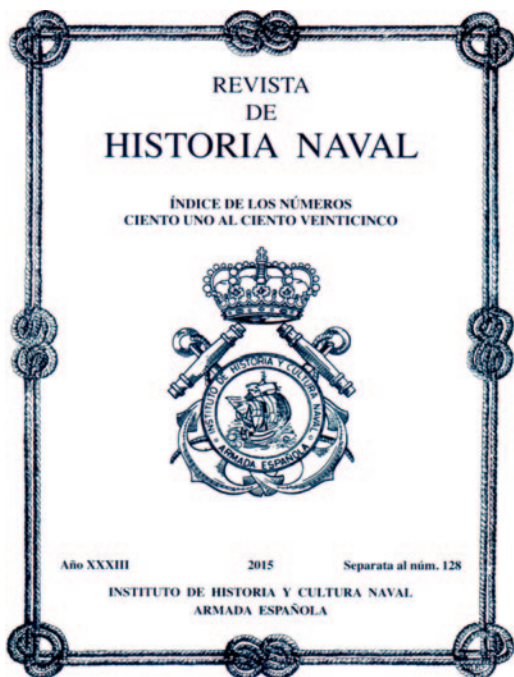 REVISTA
DE
HISTORIA NAVAL
ÍNDICE DE LOS NÚMEROS
CIENTO UNO AL CIENTO VEINTICINCO
INSTITUTO DE HISTORIA Y CULTURA NAVAL
ARMADA ESPAÑOLA
Año XXXIII 2015 Separata al núm. 128
INSTITUTO DE HISTORIA Y CULTURA NAVAL
ARMADA ESPAÑOLA